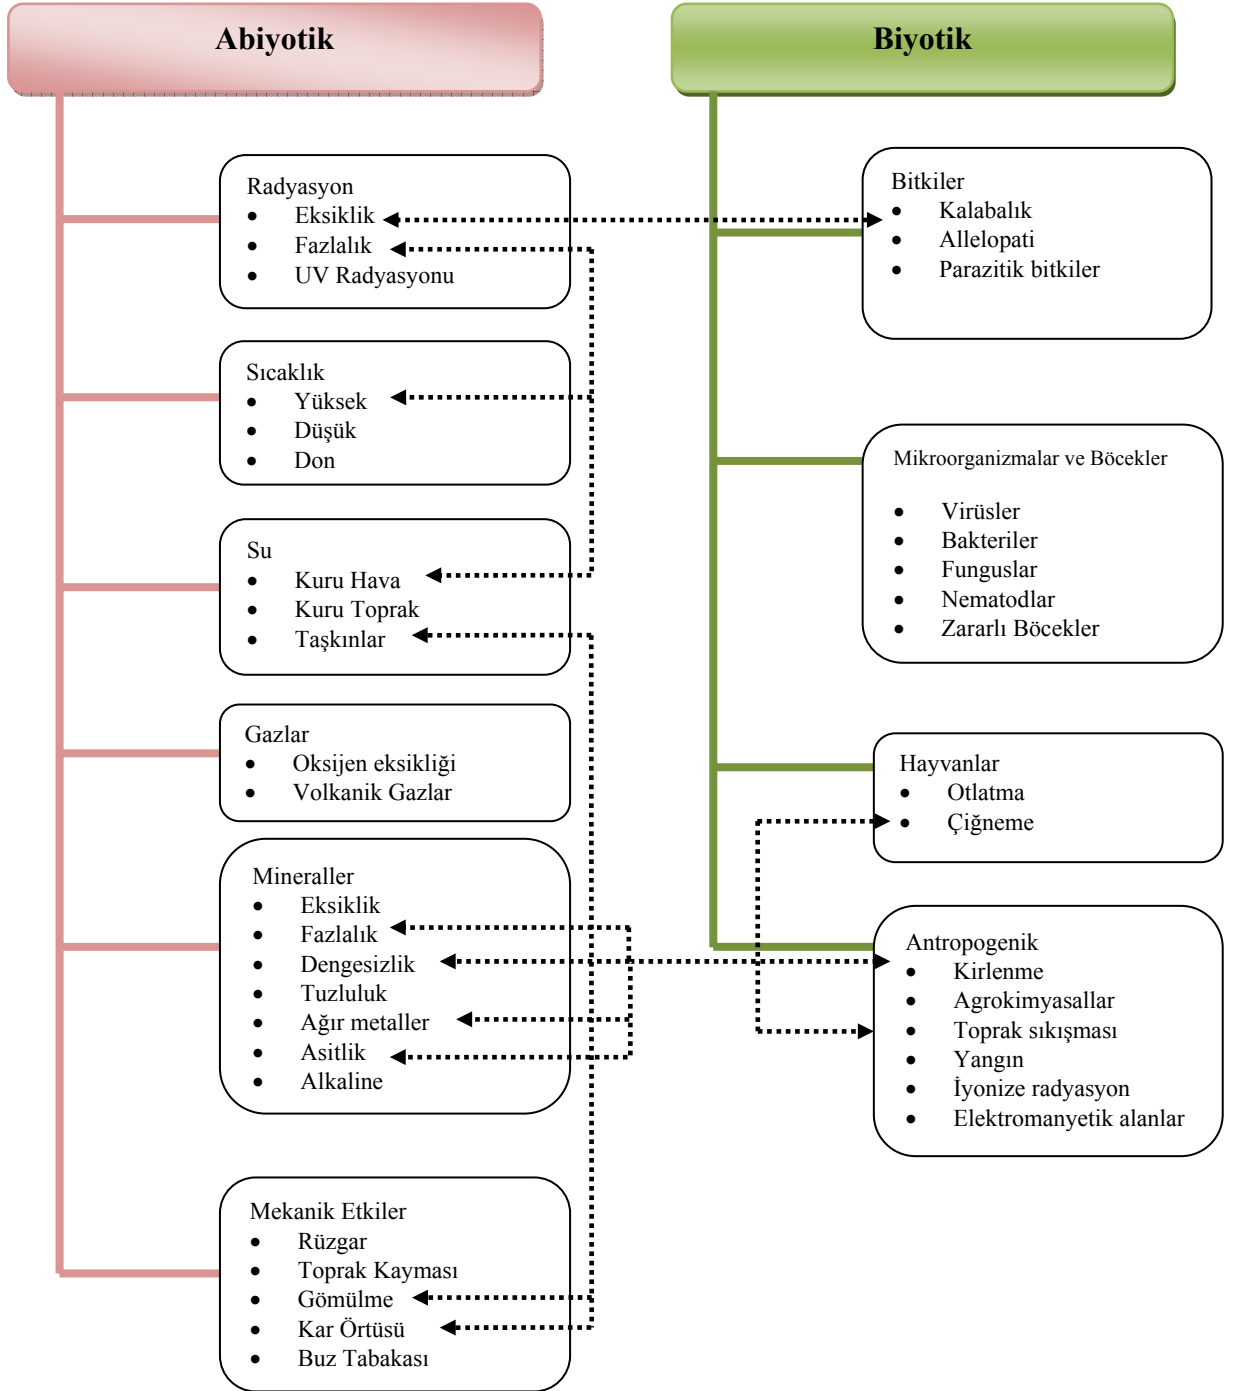 Abiyotik
Radyasyon
• Eksiklik
• Fazlalık
• UV Radyasyonu
Sıcaklık
• Yüksek
• Düşük
• Don
Su
• Kuru Hava
• Kuru Toprak
• Taşkınlar
Gazlar
• Oksijen eksikliği
• Volkanik Gazlar
Mineraller
• Eksiklik
• Fazlalık
• Dengesizlik
• Tuzluluk
• Ağır metaller
• Asitlik
• Alkaline
Mekanik Etkiler
• Rüzgar
• Toprak Kayması
• Gömülme
• Kar Örtüsü
• Buz Tabakası
Biyotik
Bitkiler
• Kalabalık
• Allelopati
• Parazitik bitkiler
Mikroorganizmalar ve Böcekler
• Virüsler
• Bakteriler
• Funguslar
• Nematodlar
• Zararlı Böcekler
Hayvanlar
• Otlatma
• Çiğneme
Antropogenik
• Kirlenme
• Agrokimyasallar
• Toprak sıkışması
• Yangın
• İyonize radyasyon
• Elektromanyetik alanlar